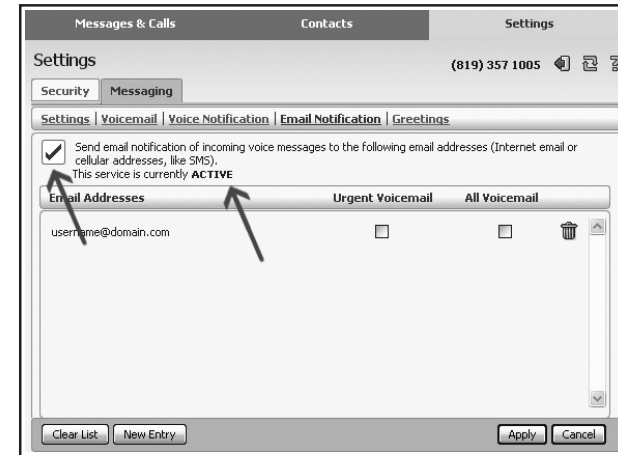 Messages & Calls Contacts Settings
Settings (819) 357 1005
Security Messaging
Settings | Voicemail | Voice Notification | Email Notification | Greetings
Send email notification of incoming voice messages to the following email addresses (Internet email or
cellular addresses, like SMS).
This service is currently ACTIVE
Email Addresses Urgent Voicemail All Voicemail
username@domain.com
Clear List New Entry Apply Cancel